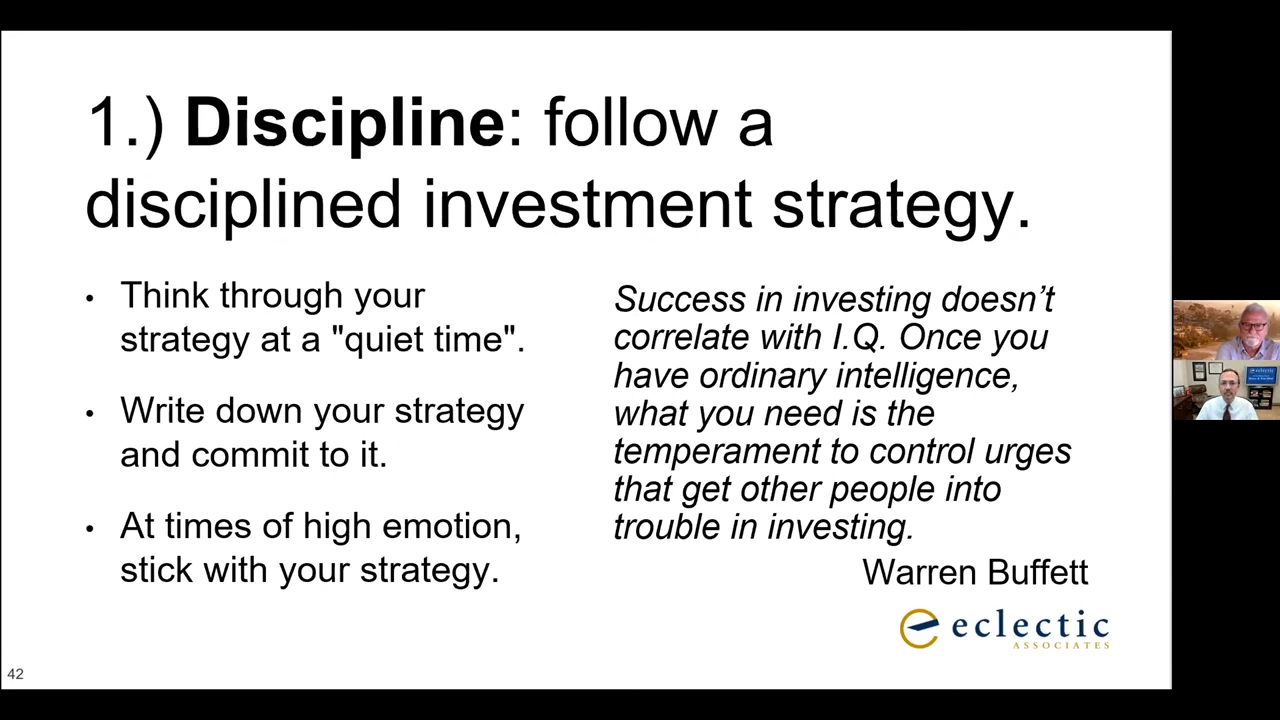 1.) Discipline: follow a
disciplined investment strategy.
• Think through your
strategy at a "quiet time".
• Write down your strategy
and commit to it.
• At times of high emotion,
stick with your strategy.
Success in investing doesn’t
correlate with I.Q. Once you
have ordinary intelligence,
what you need is the
temperament to control urges
that get other people into
trouble in investing.
Warren Buffett
eclectic
ASSOCIATES
42
eclectic